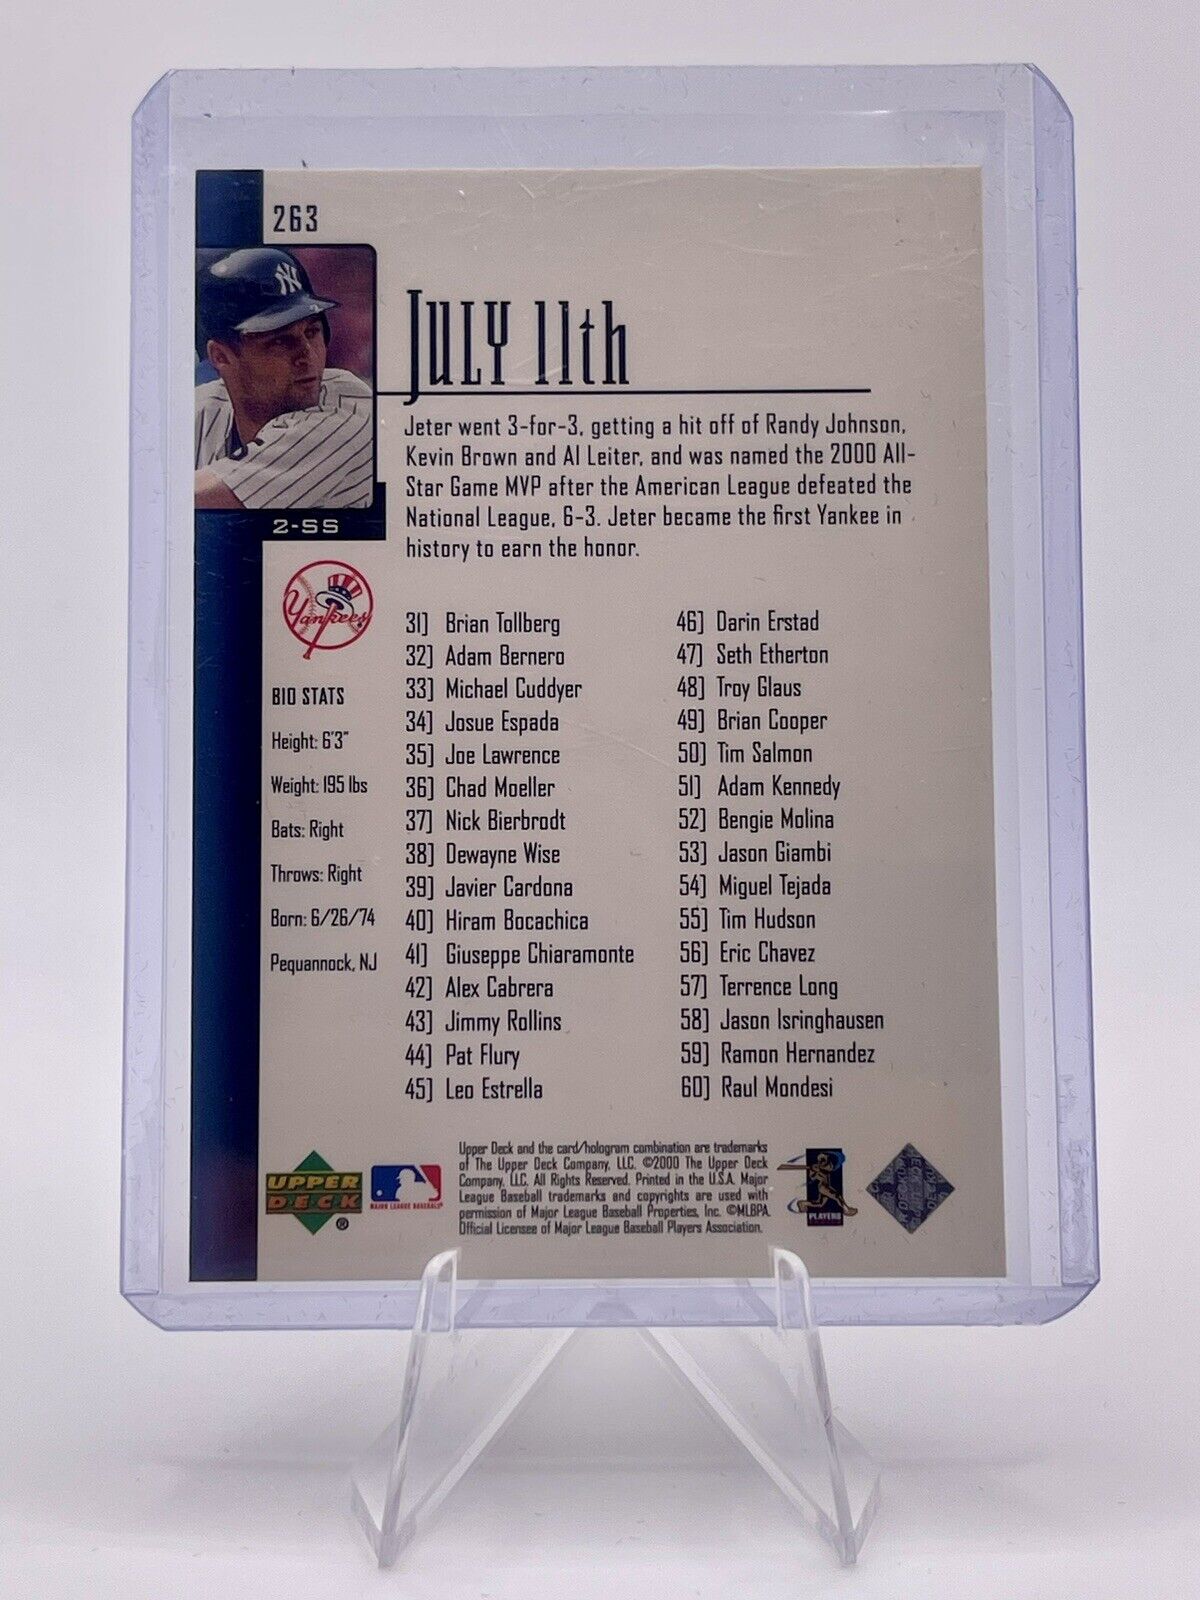 263
NY
JULY 11th
Jeter went 3-for-3, getting a hit off of Randy Johnson,
Kevin Brown and Al Leiter, and was named the 2000 All-
Star Game MVP after the American League defeated the
National League, 6-3. Jeter became the first Yankee in
history to earn the honor.
2-SS
Yankees
BIO STATS
Height: 6'3"
Weight: 195 lbs
Bats: Right
Throws: Right
Born: 6/26/74
Pequannock, NJ
31] Brian Tollberg
32] Adam Bernero
33] Michael Cuddyer
34] Josue Espada
35] Joe Lawrence
36] Chad Moeller
37] Nick Bierbrodt
38] Dewayne Wise
39] Javier Cardona
40] Hiram Bocachica
41] Giuseppe Chiaramonte
42] Alex Cabrera
43] Jimmy Rollins
44] Pat Flury
45] Leo Estrella
46] Darin Erstad
47] Seth Etherton
48] Troy Glaus
49] Brian Cooper
50] Tim Salmon
51] Adam Kennedy
52] Bengie Molina
53] Jason Giambi
54] Miguel Tejada
55] Tim Hudson
56] Eric Chavez
57] Terrence Long
58] Jason Isringhausen
59] Ramon Hernandez
60] Raul Mondesi
UPPER
DECK
®
MAJOR LEAGUE BASEBALL
Upper Deck and the card/hologram combination are trademarks
of The Upper Deck Company, LLC. ©2000 The Upper Deck
Company, LLC. All Rights Reserved. Printed in the U.S.A. Major
League Baseball trademarks and copyrights are used with
permission of Major League Baseball Properties, Inc. ©MLBPA
Official Licensee of Major League Baseball Players Association.
PLAYERS